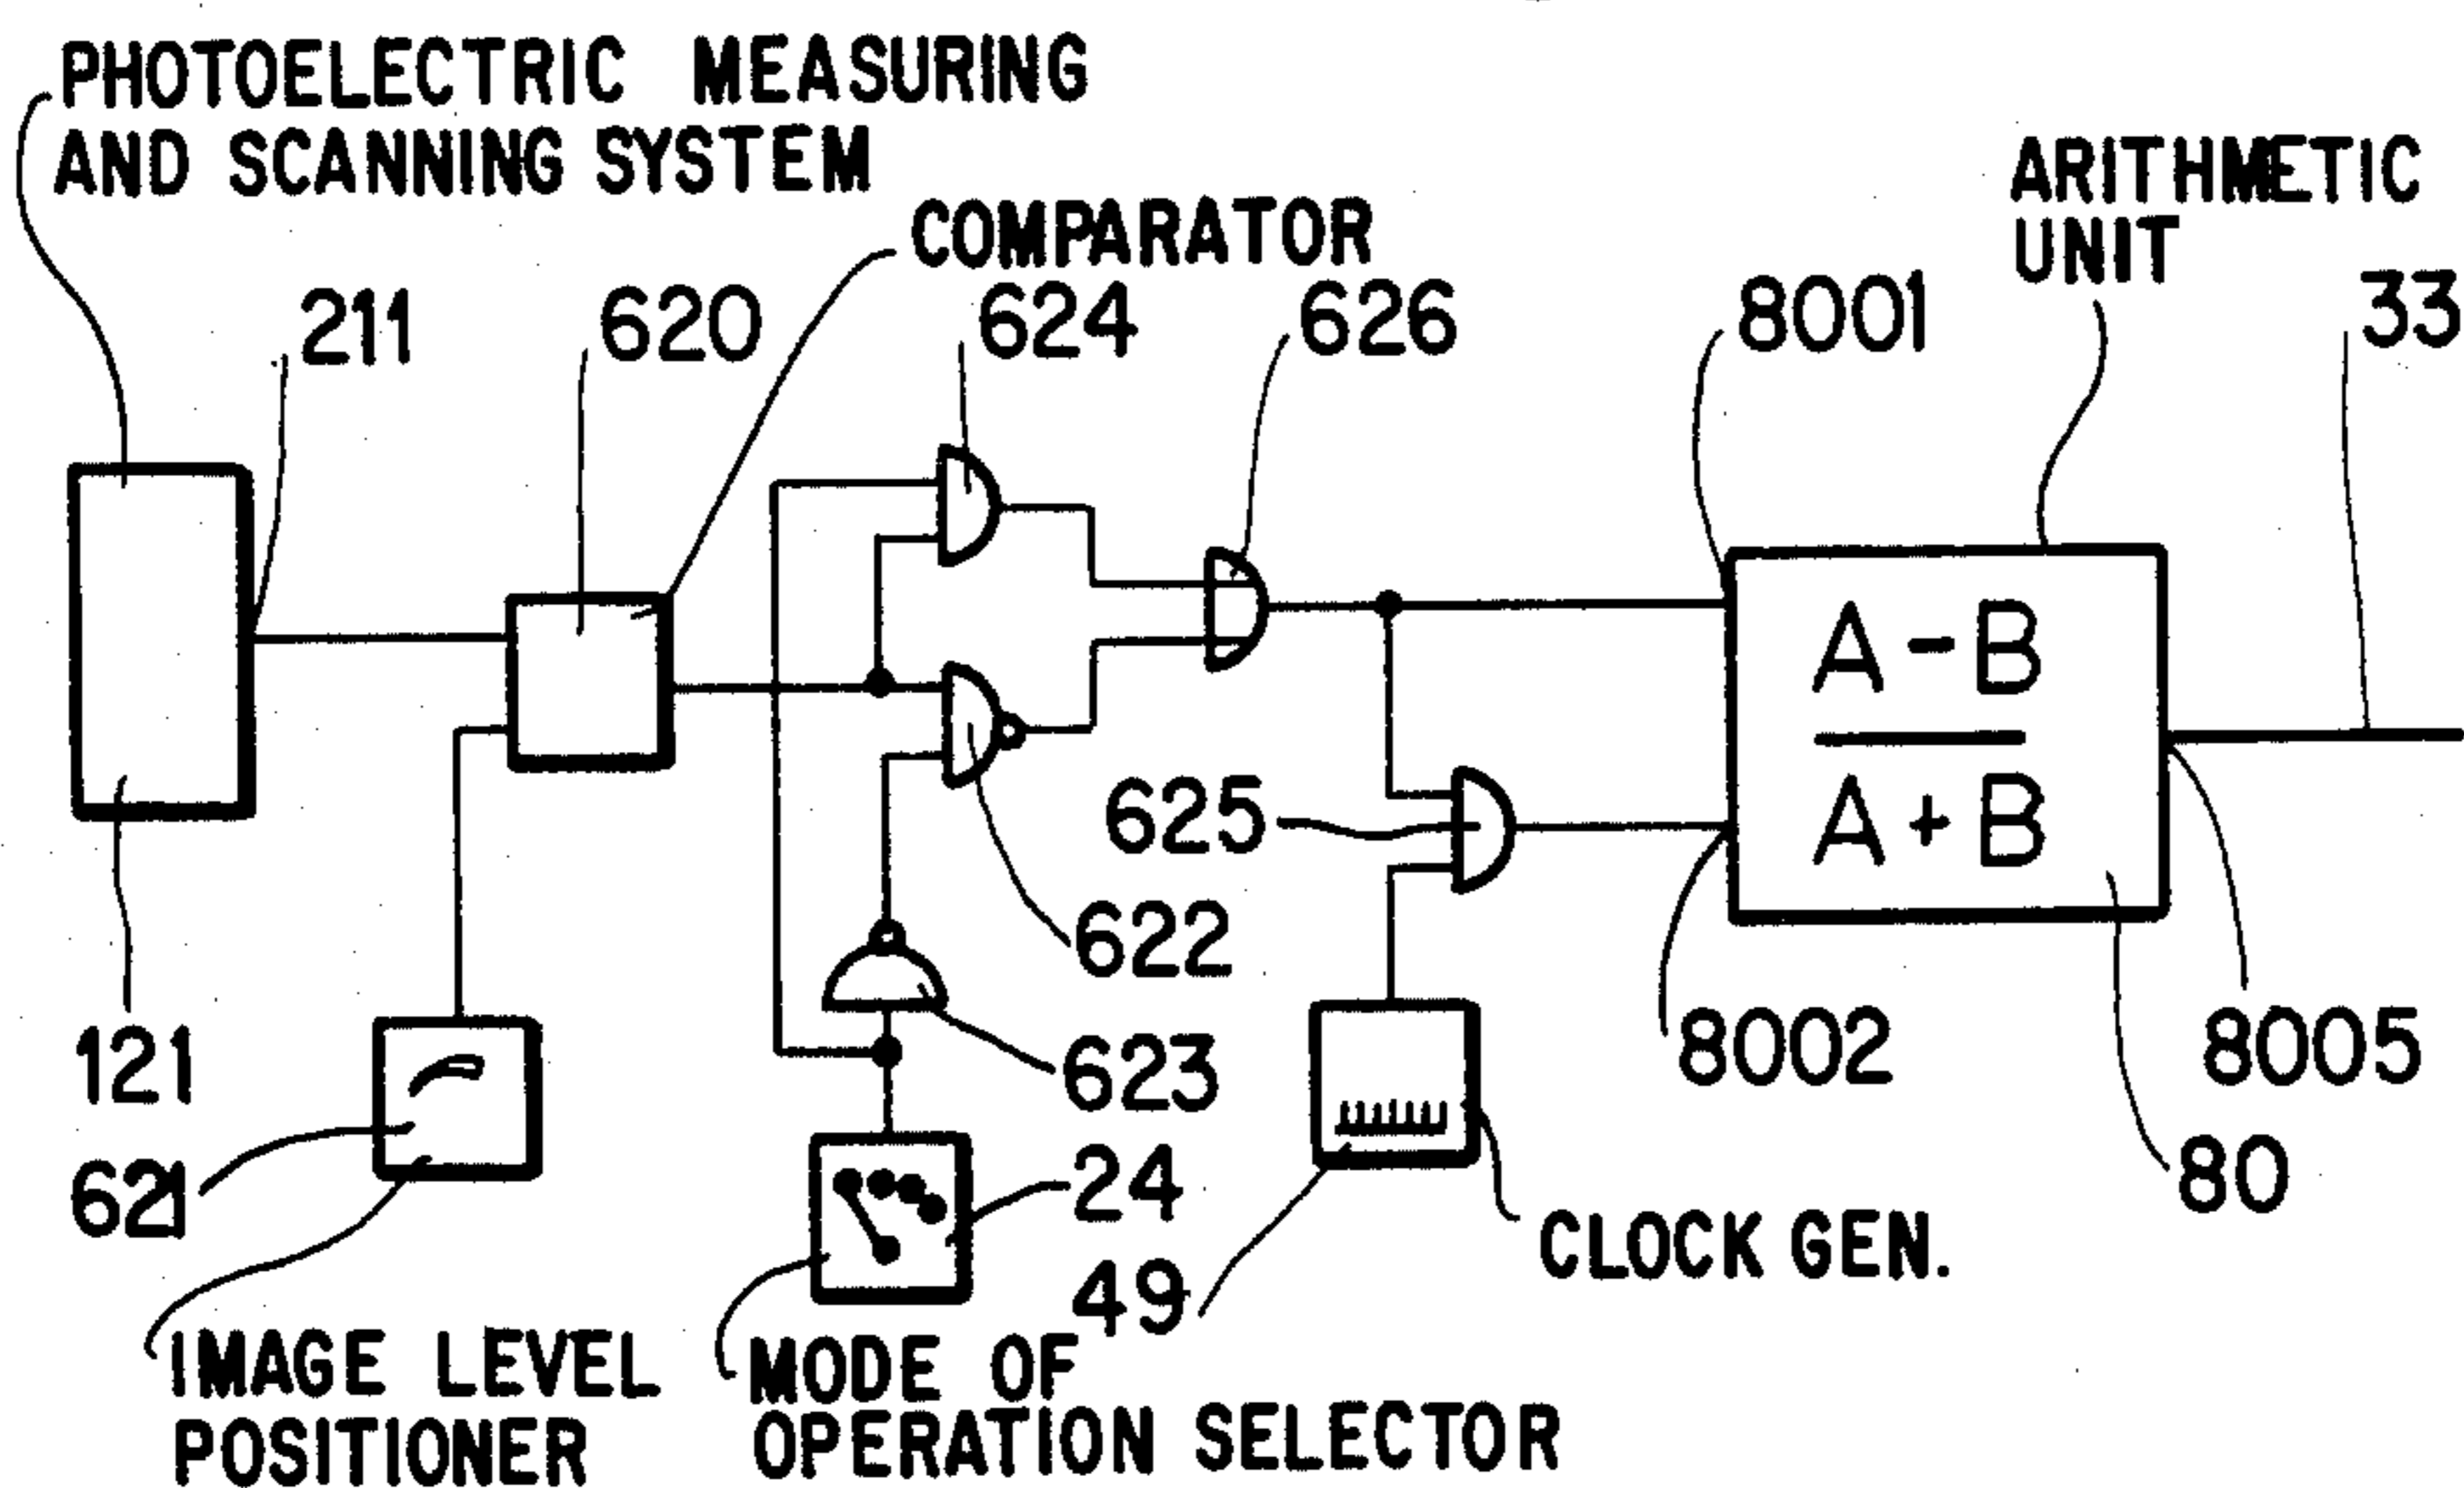 PHOTOELECTRIC MEASURING
AND SCANNING SYSTEM
COMPARATOR
ARITHMETIC
UNIT
211
620
624
626
8001
33
A - B
A + B
625
622
121
623
8002
8005
621
24
80
49
CLOCK GEN.
IMAGE LEVEL
POSITIONER
MODE OF
OPERATION SELECTOR